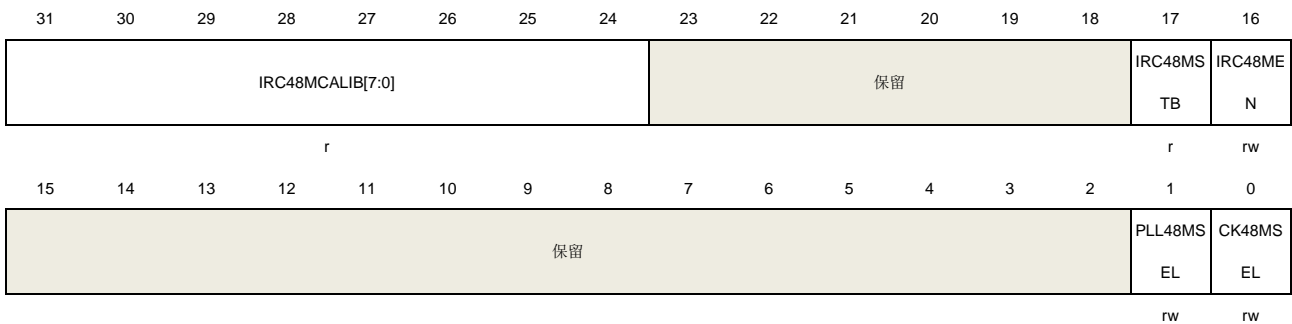 31 30 29 28 27 26 25 24 23 22 21 20 19 18 17 16
IRC48MCALIB[7:0] 保留 IRC48MS IRC48ME
TB N
r r rw
15 14 13 12 11 10 9 8 7 6 5 4 3 2 1 0
保留 PLL48MS CK48MS
EL EL
rw rw